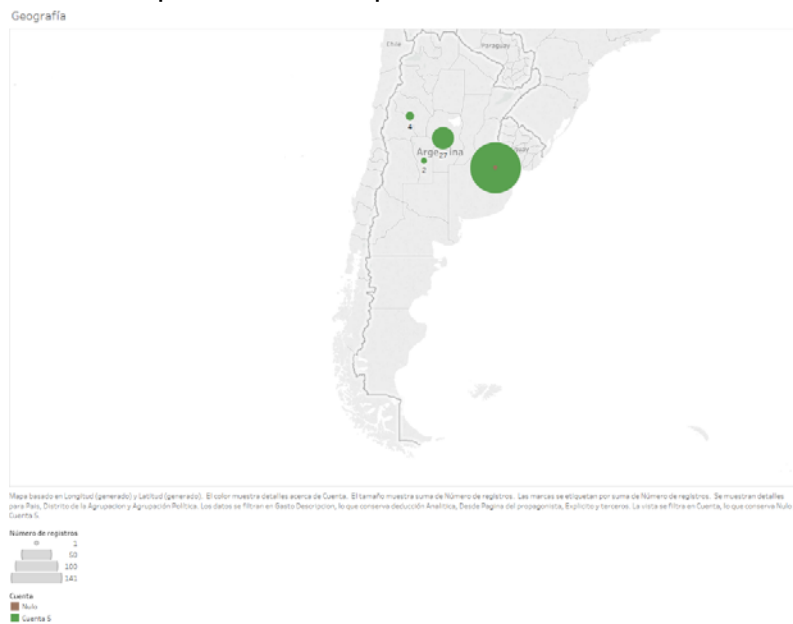 Geografía
Chile
Paraguay
4
Argentina
27
2
Mapa basado en Longitud (generado) y Latitud (generado). El color muestra detalles acerca de Cuenta. El tamaño muestra suma de Número de registros. Las marcas se etiquetan por suma de Número de registros. Se muestran detalles
para País, Distrito de la Agrupacion y Agrupación Política. Los datos se filtran en Gasto Descripcion, lo que conserva deducción Analitica, Desde Pagina del propagonista, Explicito y terceros. La vista se filtra en Cuenta, lo que conserva Nulo
Cuenta S.
Número de registros
1
50
100
141
Cuenta
Nulo
Cuenta S